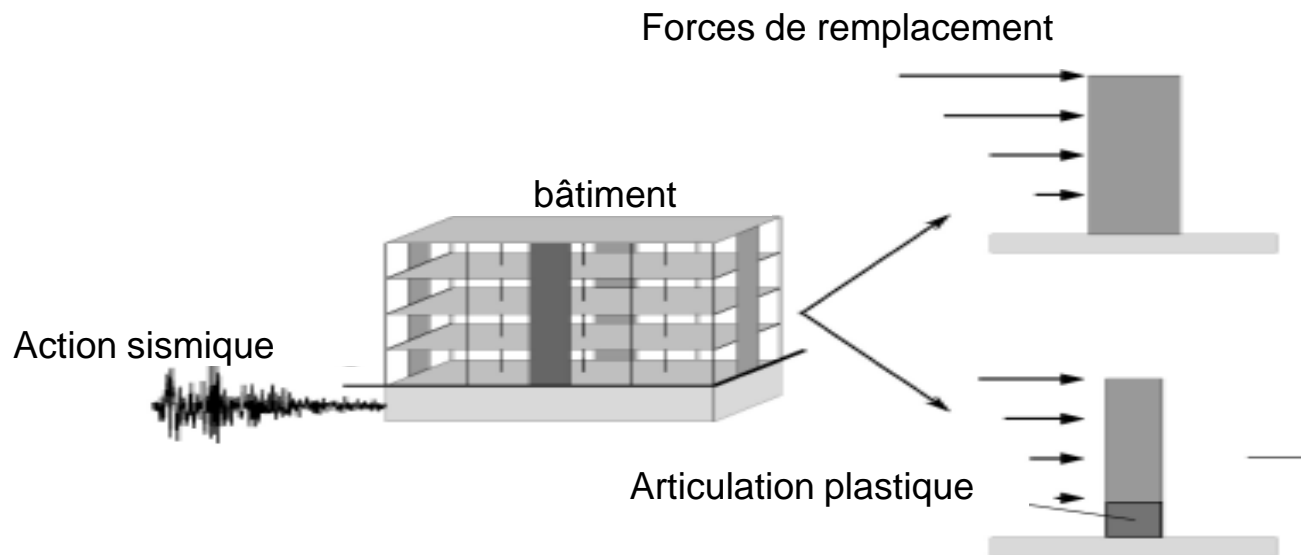 Forces de remplacement
bâtiment
Action sismique
Articulation plastique